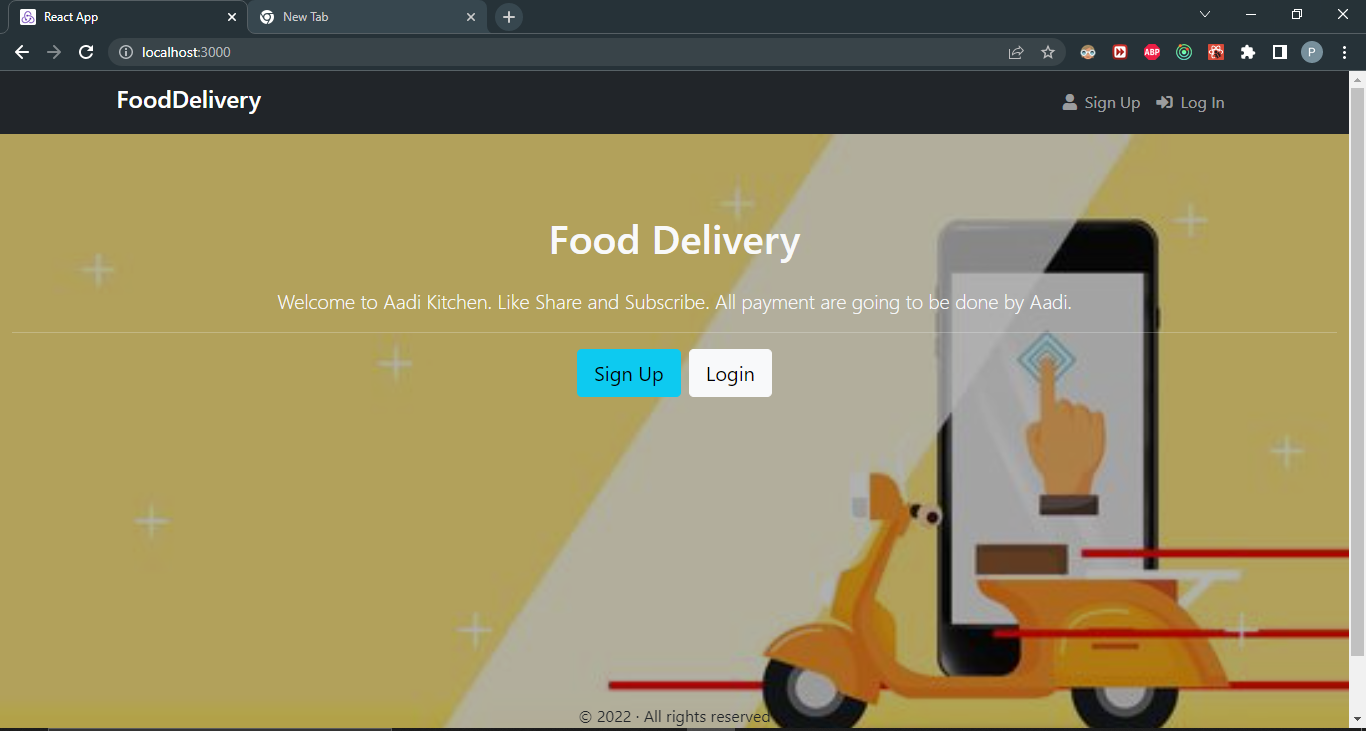 React App
New Tab
localhost:3000
ABP
P
FoodDelivery
Sign Up
Log In
Food Delivery
Welcome to Aadi Kitchen. Like Share and Subscribe. All payment are going to be done by Aadi.
Sign Up
Login
© 2022 · All rights reserved